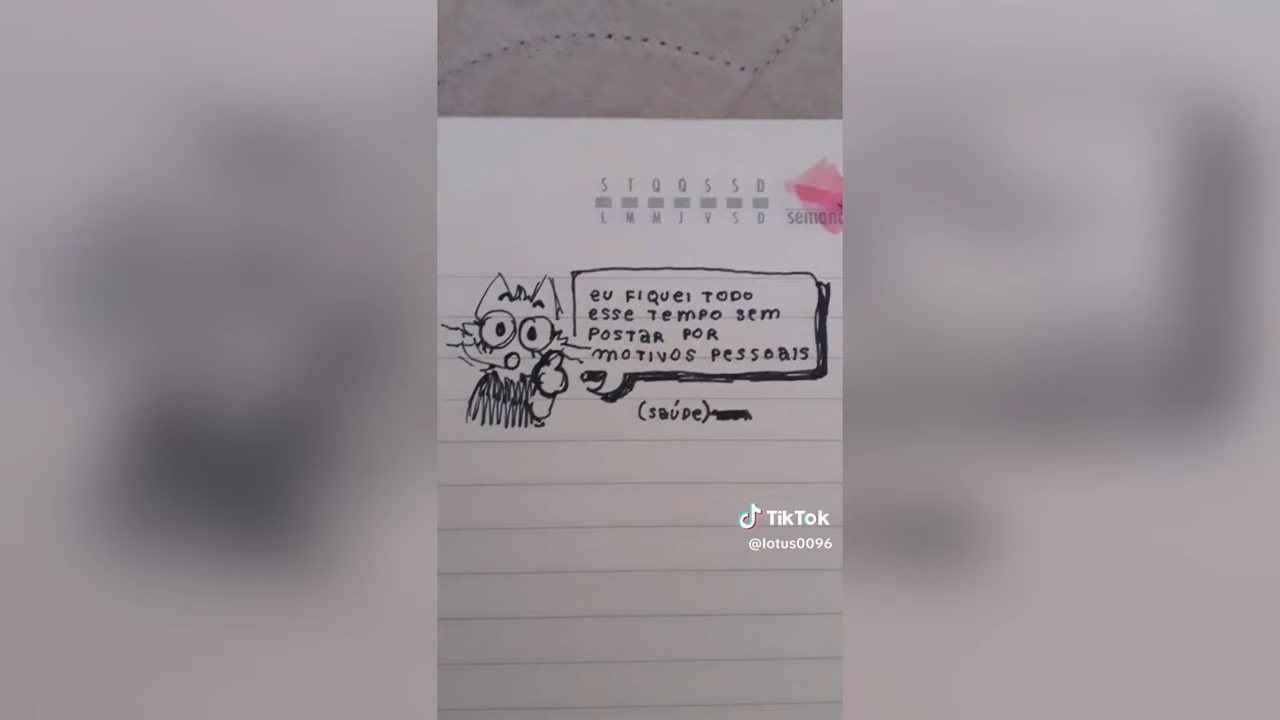 S T Q Q S S D
L M M J V S D
semana
eu FIQUEI TODO
esse TEMPO sem
POSTaR POR
MOTIVOS PESSOAIS
(saúDe)
TikTok
@lotus0096